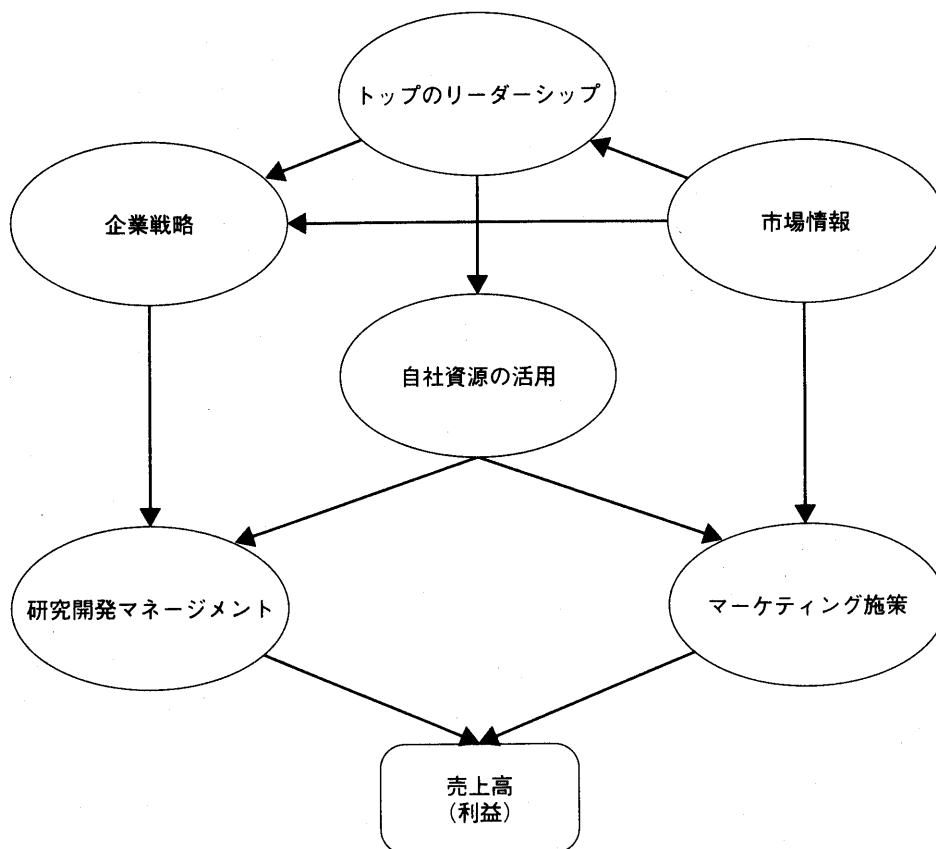 トップのリーダーシップ
企業戦略
市場情報
自社資源の活用
研究開発マネージメント
マーケティング施策
売上高
(利益)